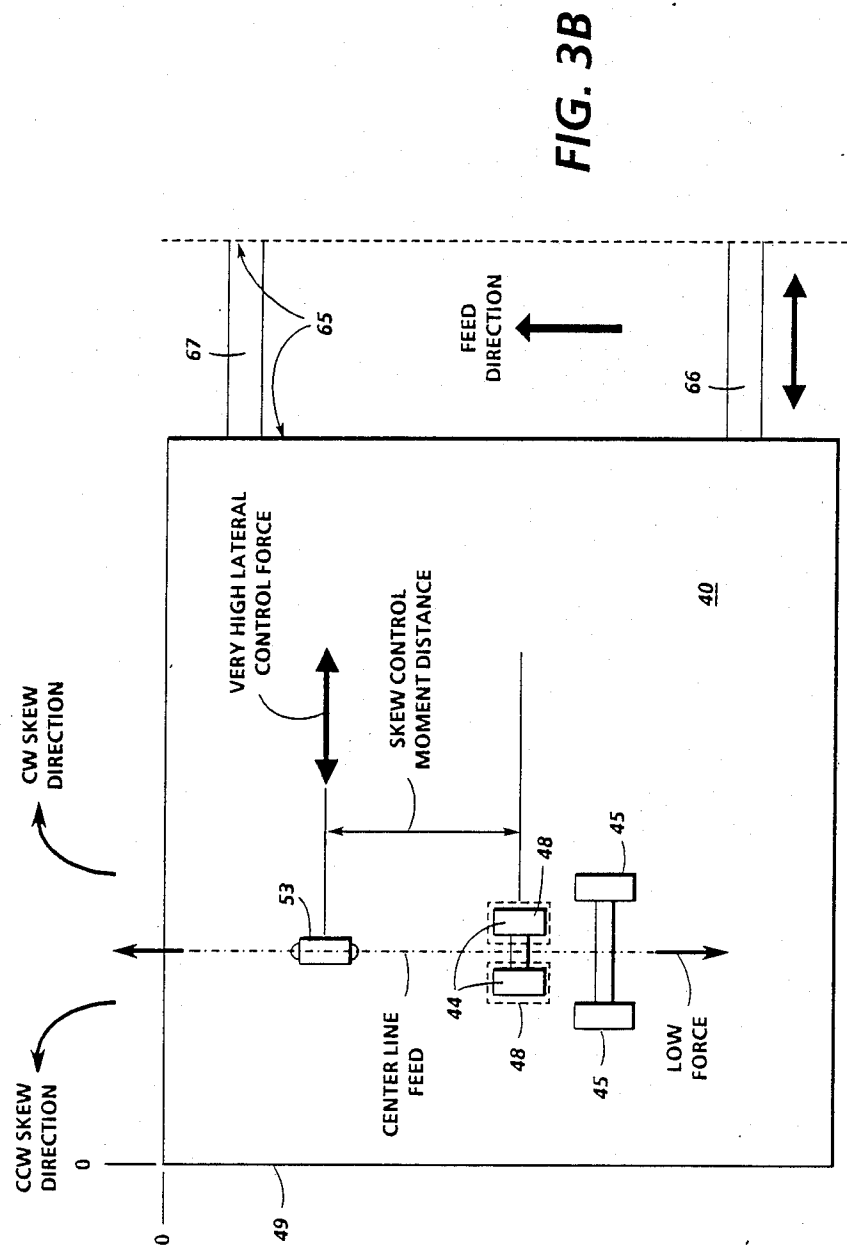 CCW SKEW
DIRECTION
CW SKEW
DIRECTION
0
0
49
VERY HIGH LATERAL
CONTROL FORCE
53
SKEW CONTROL
MOMENT DISTANCE
CENTER LINE
FEED
44
48
48
45
45
LOW
FORCE
40
67
65
FEED
DIRECTION
66
FIG. 3B